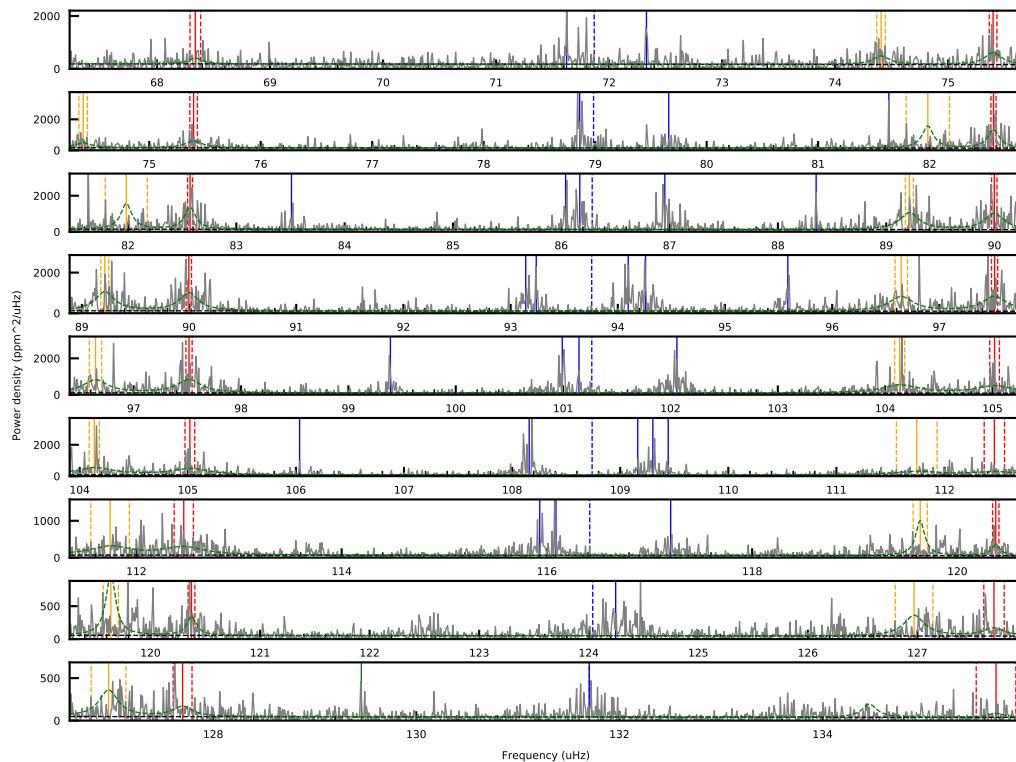 2000
0
68 69 70 71 72 73 74 75
2000
0
75 76 77 78 79 80 81 82
2000
0
82 83 84 85 86 87 88 89 90
2000
0
89 90 91 92 93 94 95 96 97
2000
0
97 98 99 100 101 102 103 104 105
2000
0
104 105 106 107 108 109 110 111 112
1000
0
112 114 116 118 120
500
0
120 121 122 123 124 125 126 127
500
0
128 130 132 134
Power density (ppm^2/uHz)
Frequency (uHz)